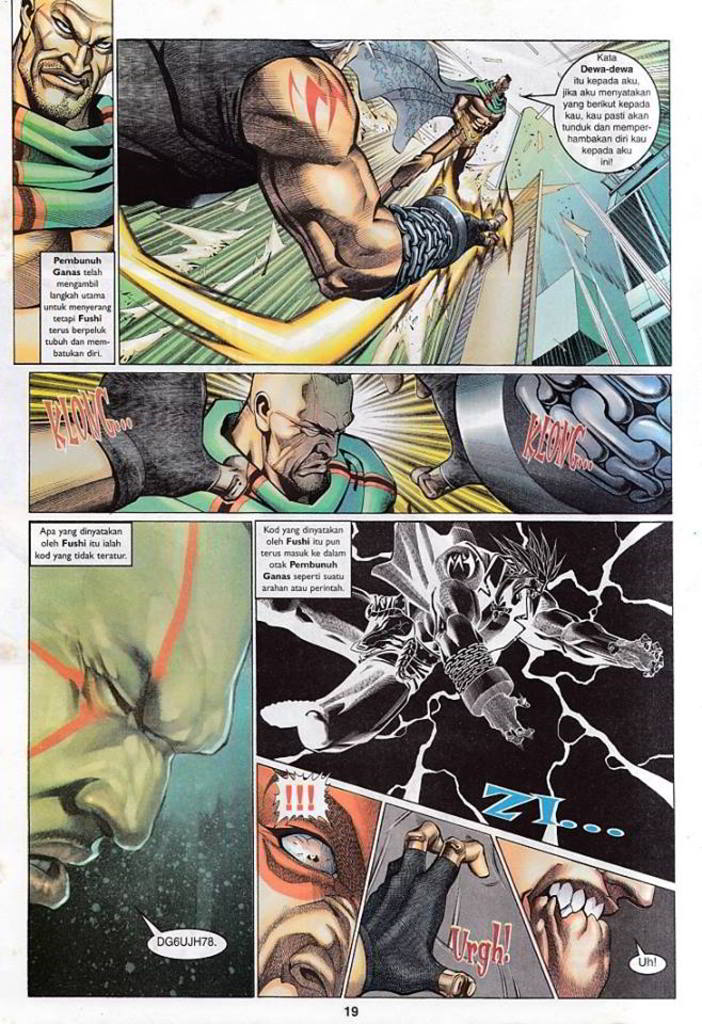 Kata
Dewa-dewa
itu kepada aku,
jika aku menyatakan
yang berikut kepada
kau, kau pasti akan
tunduk dan memper-
hambakan diri kau
kepada aku
ini!
Pembunuh
Ganas telah
mengambil
langkah utama
untuk menyerang
tetapi Fushi
terus berpeluk
tubuh dan mem-
batukan diri.
KLONG...
KLONG...
Apa yang dinyatakan
oleh Fushi itu ialah
kod yang tidak teratur.
Kod yang dinyatakan
oleh Fushi itu pun
terus masuk ke dalam
otak Pembunuh
Ganas seperti suatu
arahan atau perintah.
ZI...
DG6UJH78.
!!!
Urgh!
Uh!
19